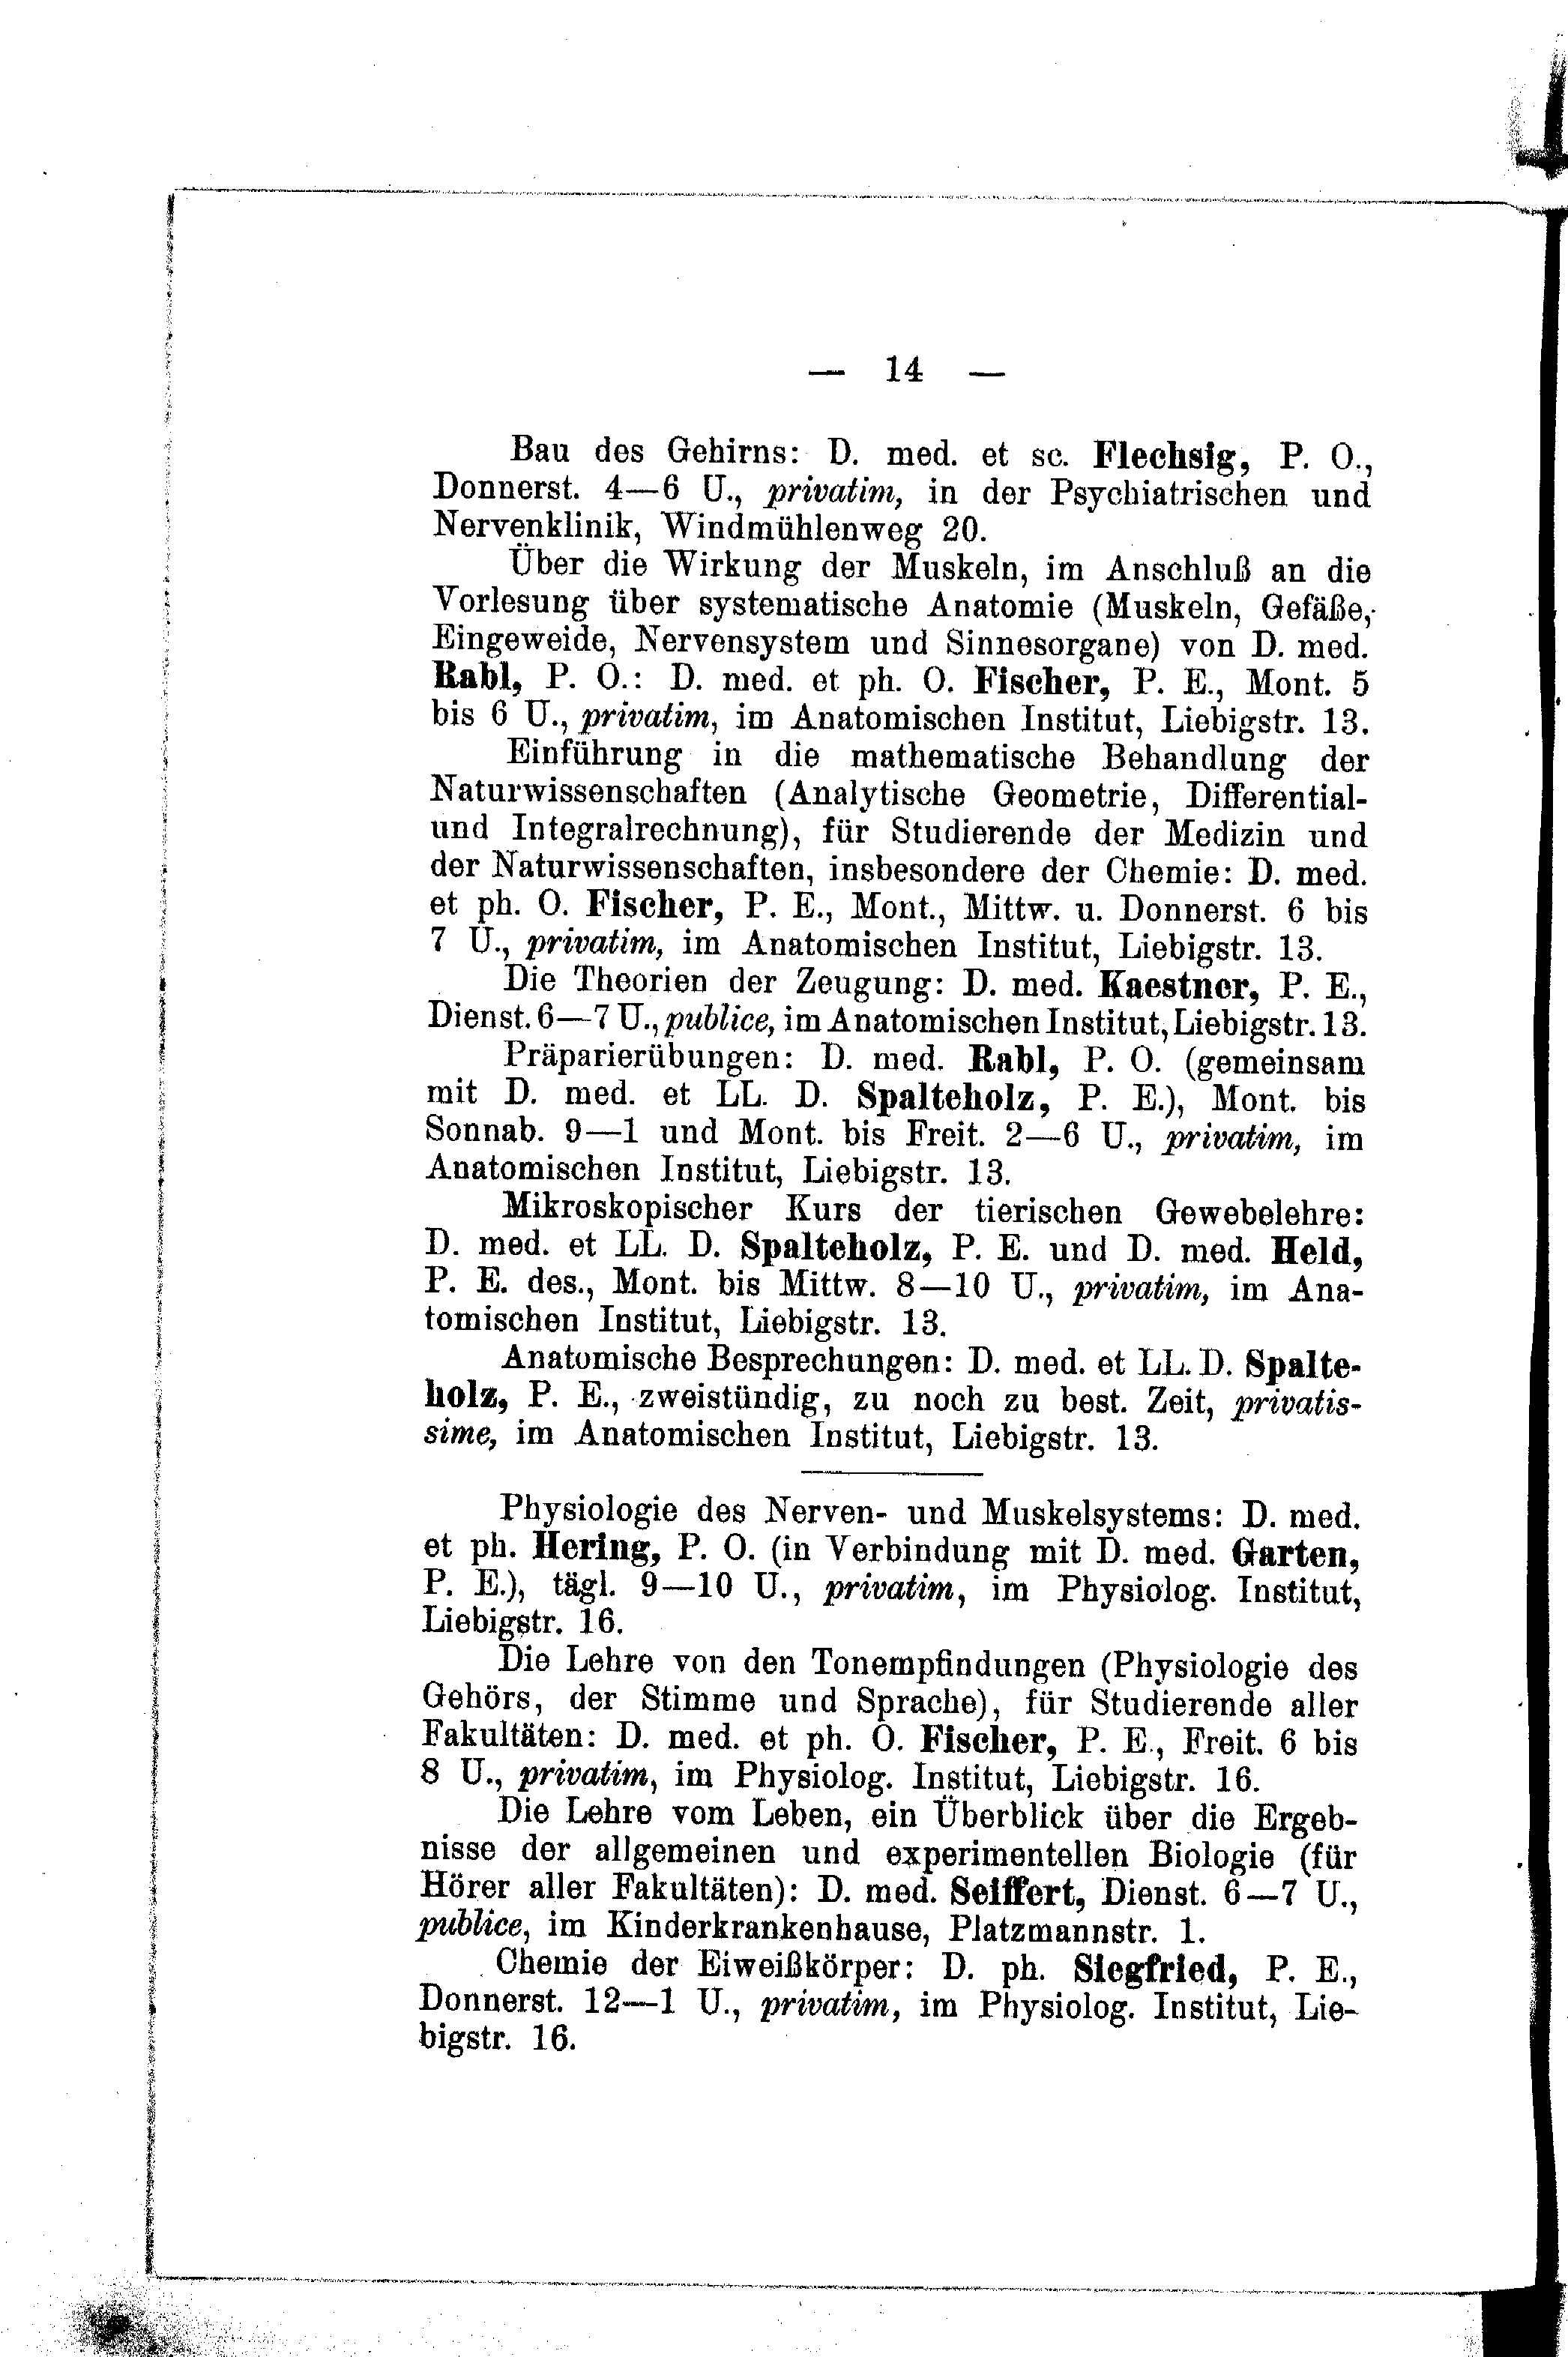 — 14 —
Bau des Gehirns: D. med. et sc. Flechsig, P. O.,
Donnerst. 4—6 U., privatim, in der Psychiatrischen und
Nervenklinik, Windmühlenweg 20.
Über die Wirkung der Muskeln, im Anschluß an die
Vorlesung über systematische Anatomie (Muskeln, Gefäße,
Eingeweide, Nervensystem und Sinnesorgane) von D. med.
Rabl, P. O.: D. med. et ph. O. Fischer, P. E., Mont. 5
bis 6 U., privatim, im Anatomischen Institut, Liebigstr. 13.
Einführung in die mathematische Behandlung der
Naturwissenschaften (Analytische Geometrie, Differential-
und Integralrechnung), für Studierende der Medizin und
der Naturwissenschaften, insbesondere der Chemie: D. med.
et ph. O. Fischer, P. E., Mont., Mittw. u. Donnerst. 6 bis
7 U., privatim, im Anatomischen Institut, Liebigstr. 13.
Die Theorien der Zeugung: D. med. Kaestner, P. E.,
Dienst. 6—7 U., publice, im Anatomischen Institut, Liebigstr. 13.
Präparierübungen: D. med. Rabl, P. O. (gemeinsam
mit D. med. et LL. D. Spalteholz, P. E.), Mont. bis
Sonnab. 9—1 und Mont. bis Freit. 2—6 U., privatim, im
Anatomischen Institut, Liebigstr. 13.
Mikroskopischer Kurs der tierischen Gewebelehre:
D. med. et LL. D. Spalteholz, P. E. und D. med. Held,
P. E. des., Mont. bis Mittw. 8—10 U., privatim, im Ana-
tomischen Institut, Liebigstr. 13.
Anatomische Besprechungen: D. med. et LL. D. Spalte-
holz, P. E., zweistündig, zu noch zu best. Zeit, privatis-
sime, im Anatomischen Institut, Liebigstr. 13.
Physiologie des Nerven- und Muskelsystems: D. med.
et ph. Hering, P. O. (in Verbindung mit D. med. Garten,
P. E.), tägl. 9—10 U., privatim, im Physiolog. Institut,
Liebigstr. 16.
Die Lehre von den Tonempfindungen (Physiologie des
Gehörs, der Stimme und Sprache), für Studierende aller
Fakultäten: D. med. et ph. O. Fischer, P. E., Freit. 6 bis
8 U., privatim, im Physiolog. Institut, Liebigstr. 16.
Die Lehre vom Leben, ein Überblick über die Ergeb-
nisse der allgemeinen und experimentellen Biologie (für
Hörer aller Fakultäten): D. med. Seiffert, Dienst. 6—7 U.,
publice, im Kinderkrankenhause, Platzmannstr. 1.
Chemie der Eiweißkörper: D. ph. Siegfried, P. E.,
Donnerst. 12—1 U., privatim, im Physiolog. Institut, Lie-
bigstr. 16.